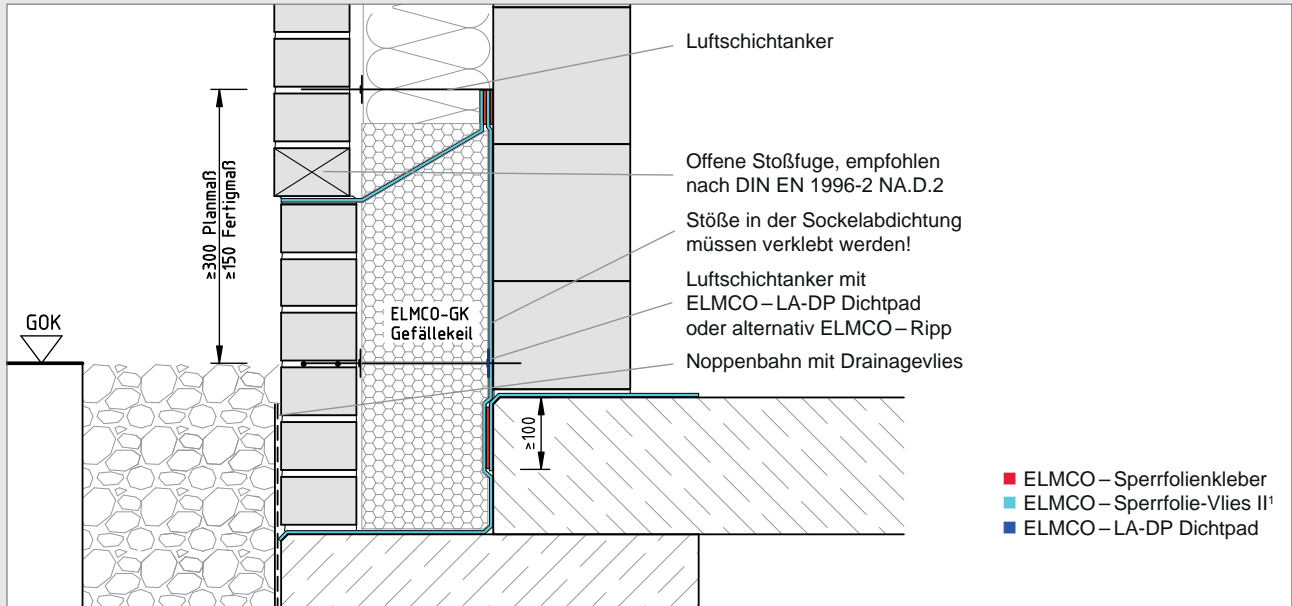 Luftschichtanker
Offene Stoßfuge, empfohlen
nach DIN EN 1996-2 NA.D.2
Stöße in der Sockelabdichtung
müssen verklebt werden!
Luftschichtanker mit
ELMCO – LA-DP Dichtpad
oder alternativ ELMCO – Ripp
Noppenbahn mit Drainagevlies
≥300 Planmaß
≥150 Fertigmaß
GOK
ELMCO-GK
Gefällekeil
≥100
ELMCO – Sperrfolienkleber
ELMCO – Sperrfolie-Vlies II¹
ELMCO – LA-DP Dichtpad